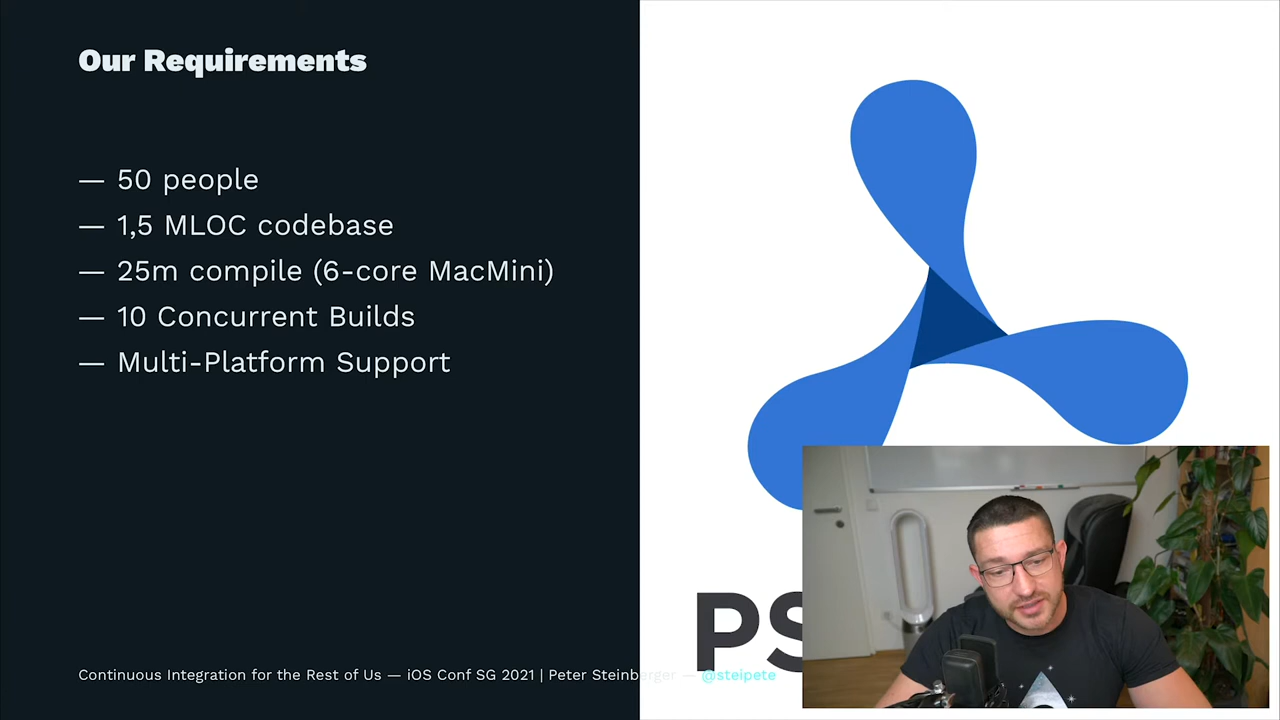 Our Requirements
— 50 people
— 1,5 MLOC codebase
— 25m compile (6-core MacMini)
— 10 Concurrent Builds
— Multi-Platform Support
PS
Continuous Integration for the Rest of Us — iOS Conf SG 2021 | Peter Steinberger — @steipete